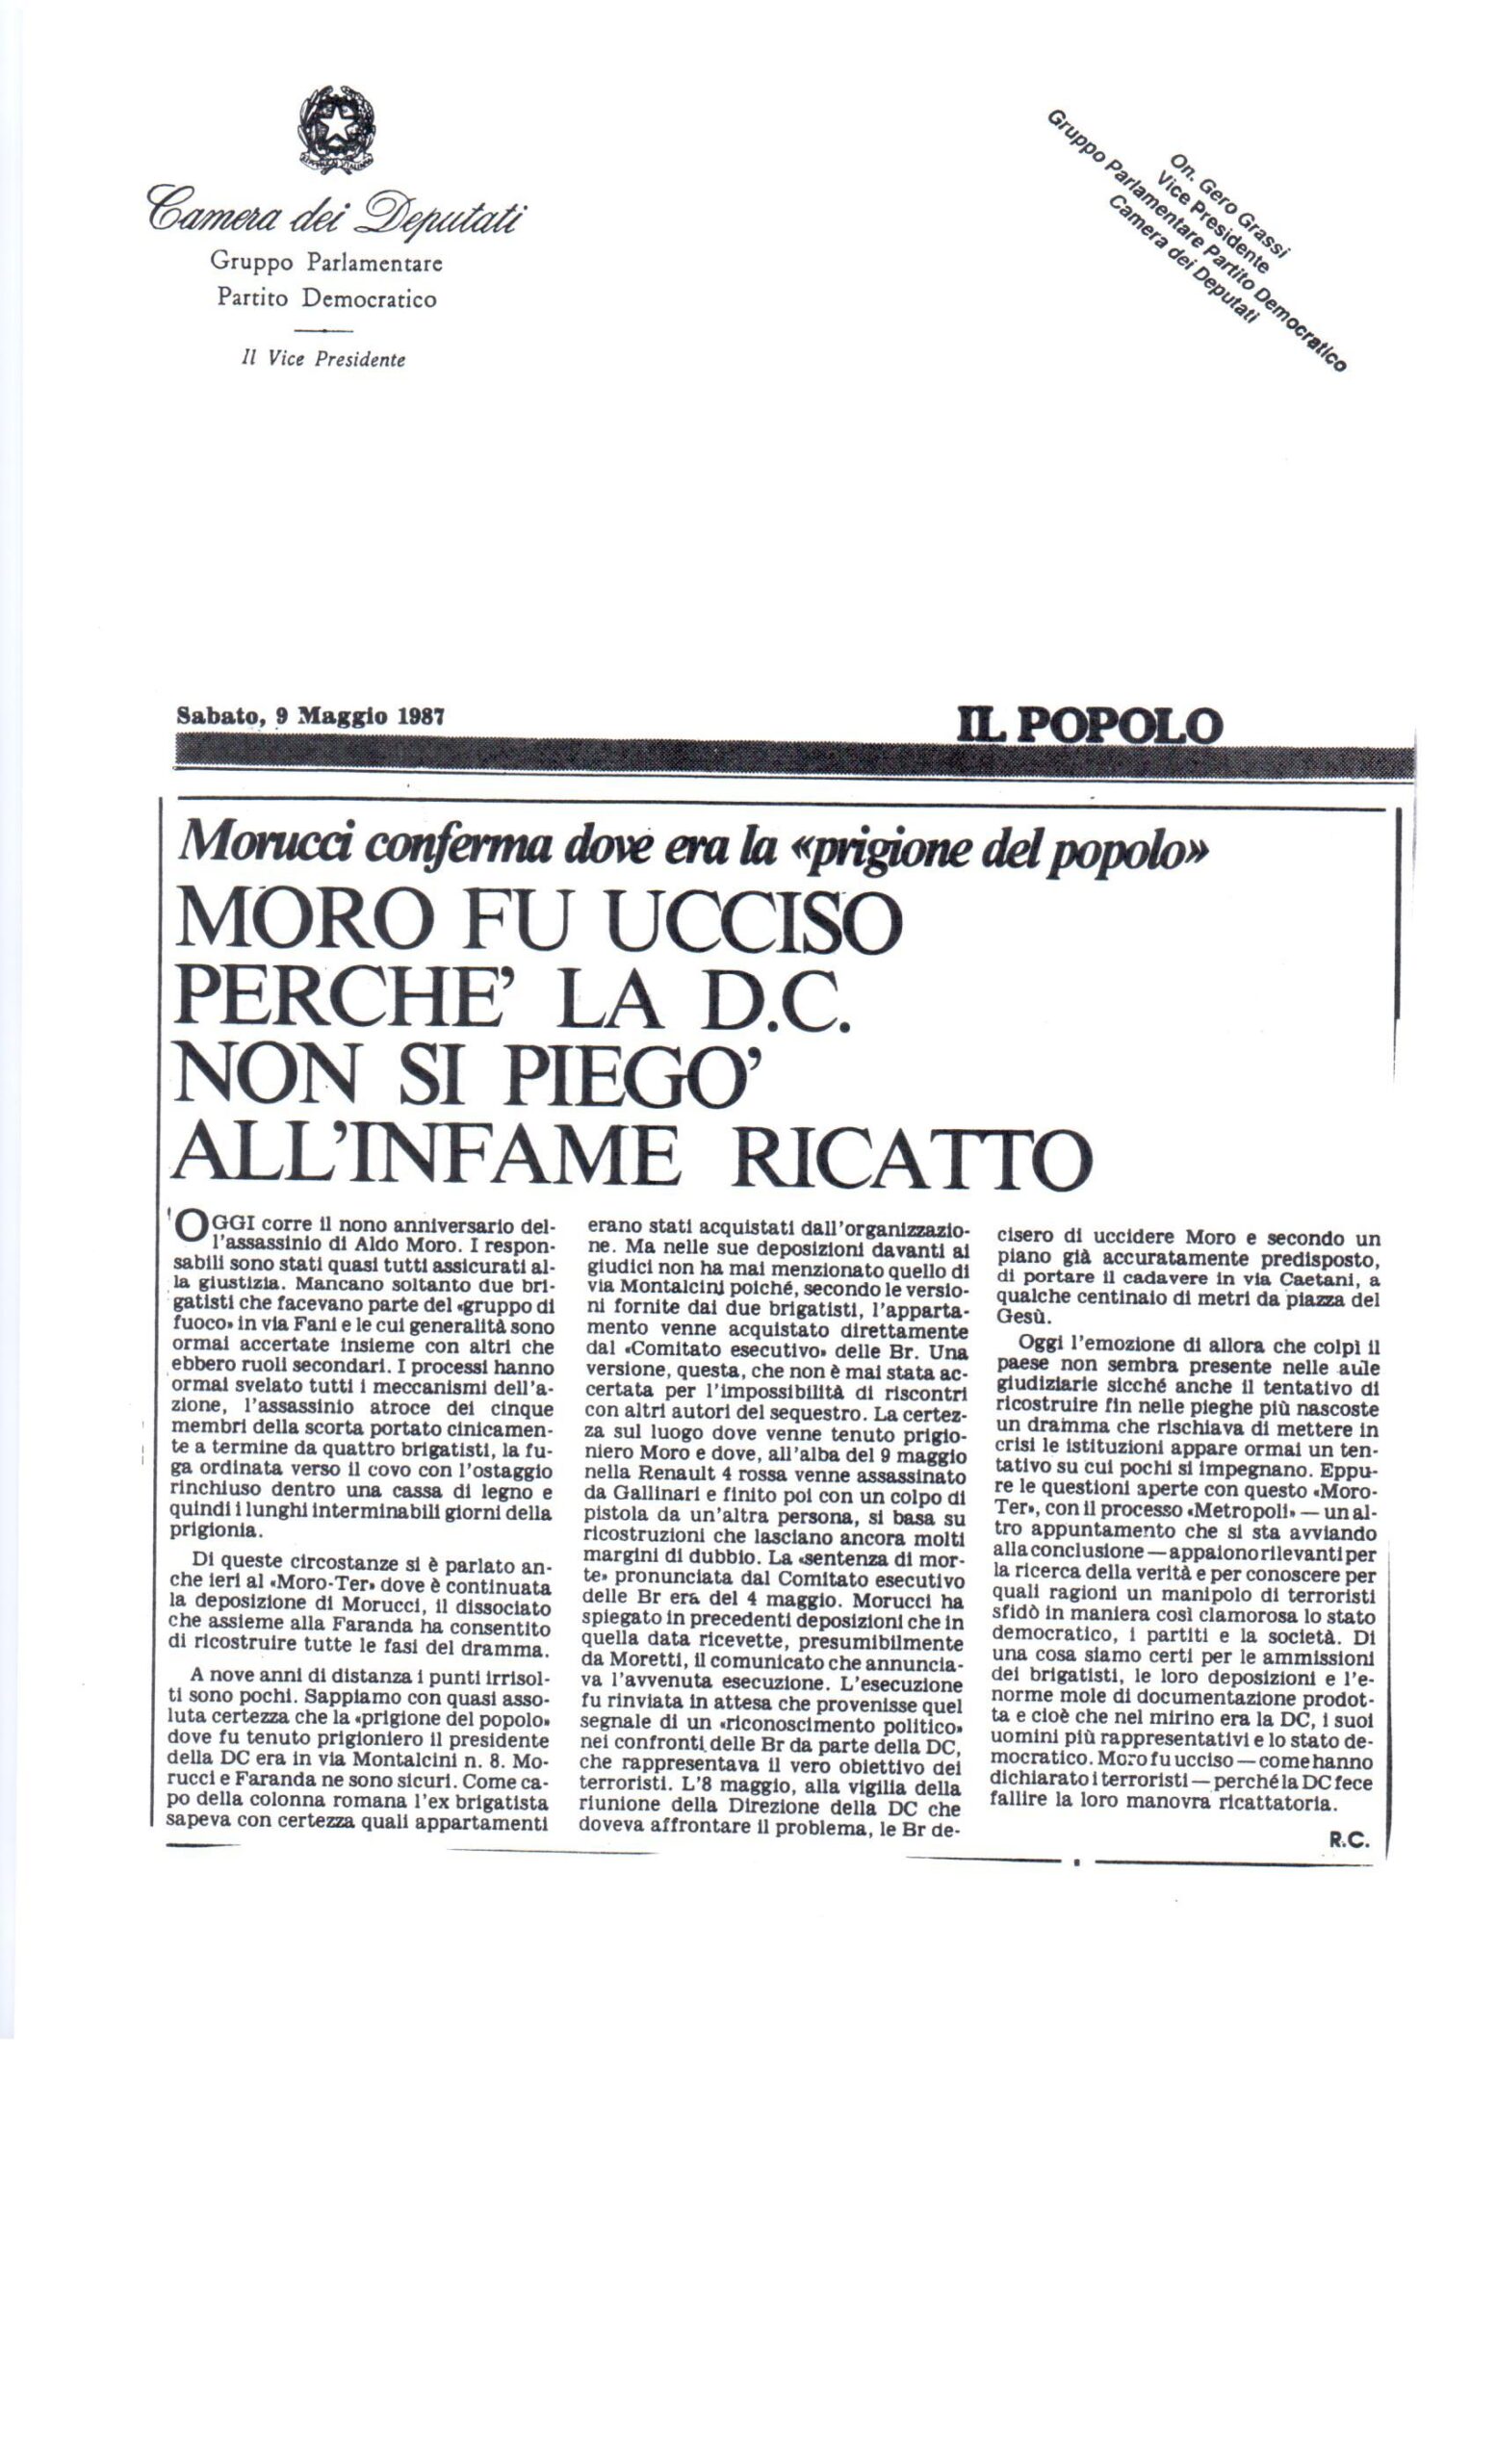 Camera dei Deputati
Gruppo Parlamentare
Partito Democratico
Il Vice Presidente
On. Gero Grassi
Vice Presidente
Gruppo Parlamentare Partito Democratico
Camera dei Deputati
Sabato, 9 Maggio 1987
IL POPOLO
Morucci conferma dove era la «prigione del popolo»
MORO FU UCCISO
PERCHE' LA D.C.
NON SI PIEGO'
ALL'INFAME RICATTO
OGGI corre il nono anniversario del-
l'assassinio di Aldo Moro. I respon-
sabili sono stati quasi tutti assicurati al-
la giustizia. Mancano soltanto due bri-
gatisti che facevano parte del «gruppo di
fuoco» in via Fani e le cui generalità sono
ormai accertate insieme con altri che
ebbero ruoli secondari. I processi hanno
ormai svelato tutti i meccanismi dell'a-
zione, l'assassinio atroce dei cinque
membri della scorta portato cinicamen-
te a termine da quattro brigatisti, la fu-
ga ordinata verso il covo con l'ostaggio
rinchiuso dentro una cassa di legno e
quindi i lunghi interminabili giorni della
prigionia.
Di queste circostanze si è parlato an-
che ieri al «Moro-Ter» dove è continuata
la deposizione di Morucci, il dissociato
che assieme alla Faranda ha consentito
di ricostruire tutte le fasi del dramma.
A nove anni di distanza i punti irrisol-
ti sono pochi. Sappiamo con quasi asso-
luta certezza che la «prigione del popolo»
dove fu tenuto prigioniero il presidente
della DC era in via Montalcini n. 8. Mo-
rucci e Faranda ne sono sicuri. Come ca-
po della colonna romana l'ex brigatista
sapeva con certezza quali appartamenti
erano stati acquistati dall'organizzazio-
ne. Ma nelle sue deposizioni davanti ai
giudici non ha mai menzionato quello di
via Montalcini poiché, secondo le versio-
ni fornite dai due brigatisti, l'apparta-
mento venne acquistato direttamente
dal «Comitato esecutivo» delle Br. Una
versione, questa, che non è mai stata ac-
certata per l'impossibilità di riscontri
con altri autori del sequestro. La certez-
za sul luogo dove venne tenuto prigio-
niero Moro e dove, all'alba del 9 maggio
nella Renault 4 rossa venne assassinato
da Gallinari e finito poi con un colpo di
pistola da un'altra persona, si basa su
ricostruzioni che lasciano ancora molti
margini di dubbio. La «sentenza di mor-
te» pronunciata dal Comitato esecutivo
delle Br era del 4 maggio. Morucci ha
spiegato in precedenti deposizioni che in
quella data ricevette, presumibilmente
da Moretti, il comunicato che annuncia-
va l'avvenuta esecuzione. L'esecuzione
fu rinviata in attesa che provenisse quel
segnale di un «riconoscimento politico»
nei confronti delle Br da parte della DC,
che rappresentava il vero obiettivo dei
terroristi. L'8 maggio, alla vigilia della
riunione della Direzione della DC che
doveva affrontare il problema, le Br de-
cisero di uccidere Moro e secondo un
piano già accuratamente predisposto,
di portare il cadavere in via Caetani, a
qualche centinaio di metri da piazza del
Gesù.
Oggi l'emozione di allora che colpì il
paese non sembra presente nelle aule
giudiziarie sicché anche il tentativo di
ricostruire fin nelle pieghe più nascoste
un dramma che rischiava di mettere in
crisi le istituzioni appare ormai un ten-
tativo su cui pochi si impegnano. Eppu-
re le questioni aperte con questo «Moro-
Ter», con il processo «Metropoli» — un al-
tro appuntamento che si sta avviando
alla conclusione — appaiono rilevanti per
la ricerca della verità e per conoscere per
quali ragioni un manipolo di terroristi
sfidò in maniera così clamorosa lo stato
democratico, i partiti e la società. Di
una cosa siamo certi per le ammissioni
dei brigatisti, le loro deposizioni e l'e-
norme mole di documentazione prodot-
ta e cioè che nel mirino era la DC, i suoi
uomini più rappresentativi e lo stato de-
mocratico. Moro fu ucciso — come hanno
dichiarato i terroristi — perché la DC fece
fallire la loro manovra ricattatoria.
R.C.